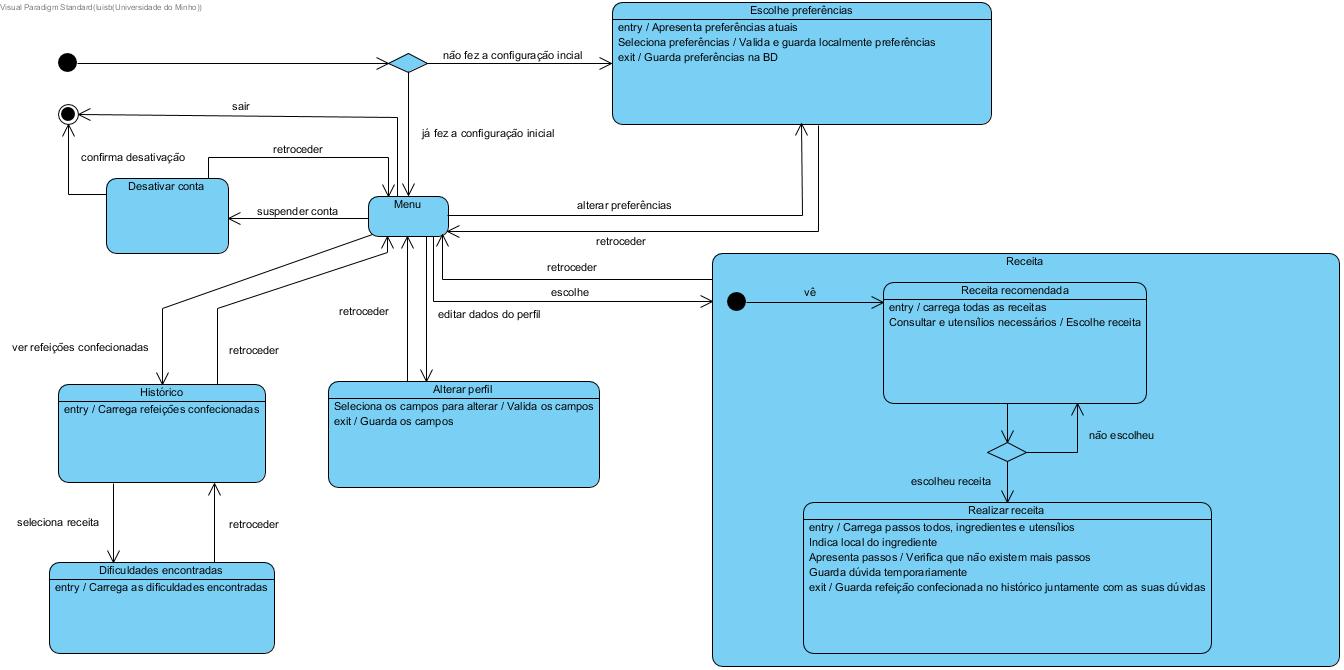 Visual Paradigm Standard(luisb(Universidade do Minho))
Escolhe preferências
entry / Apresenta preferências atuais
Seleciona preferências / Valida e guarda localmente preferências
exit / Guarda preferências na BD
não fez a configuração incial
sair
já fez a configuração inicial
retroceder
confirma desativação
Desativar conta
Menu
suspender conta
alterar preferências
retroceder
Receita
retroceder
escolhe
editar dados do perfil
retroceder
vê
Receita recomendada
entry / carrega todas as receitas
Consultar e utensílios necessários / Escolhe receita
ver refeições confecionadas
retroceder
Histórico
entry / Carrega refeições confecionadas
Alterar perfil
Seleciona os campos para alterar / Valida os campos
exit / Guarda os campos
não escolheu
escolheu receita
seleciona receita
retroceder
Realizar receita
entry / Carrega passos todos, ingredientes e utensílios
Indica local do ingrediente
Apresenta passos / Verifica que não existem mais passos
Guarda dúvida temporariamente
exit / Guarda refeição confecionada no histórico juntamente com as suas dúvidas
Dificuldades encontradas
entry / Carrega as dificuldades encontradas